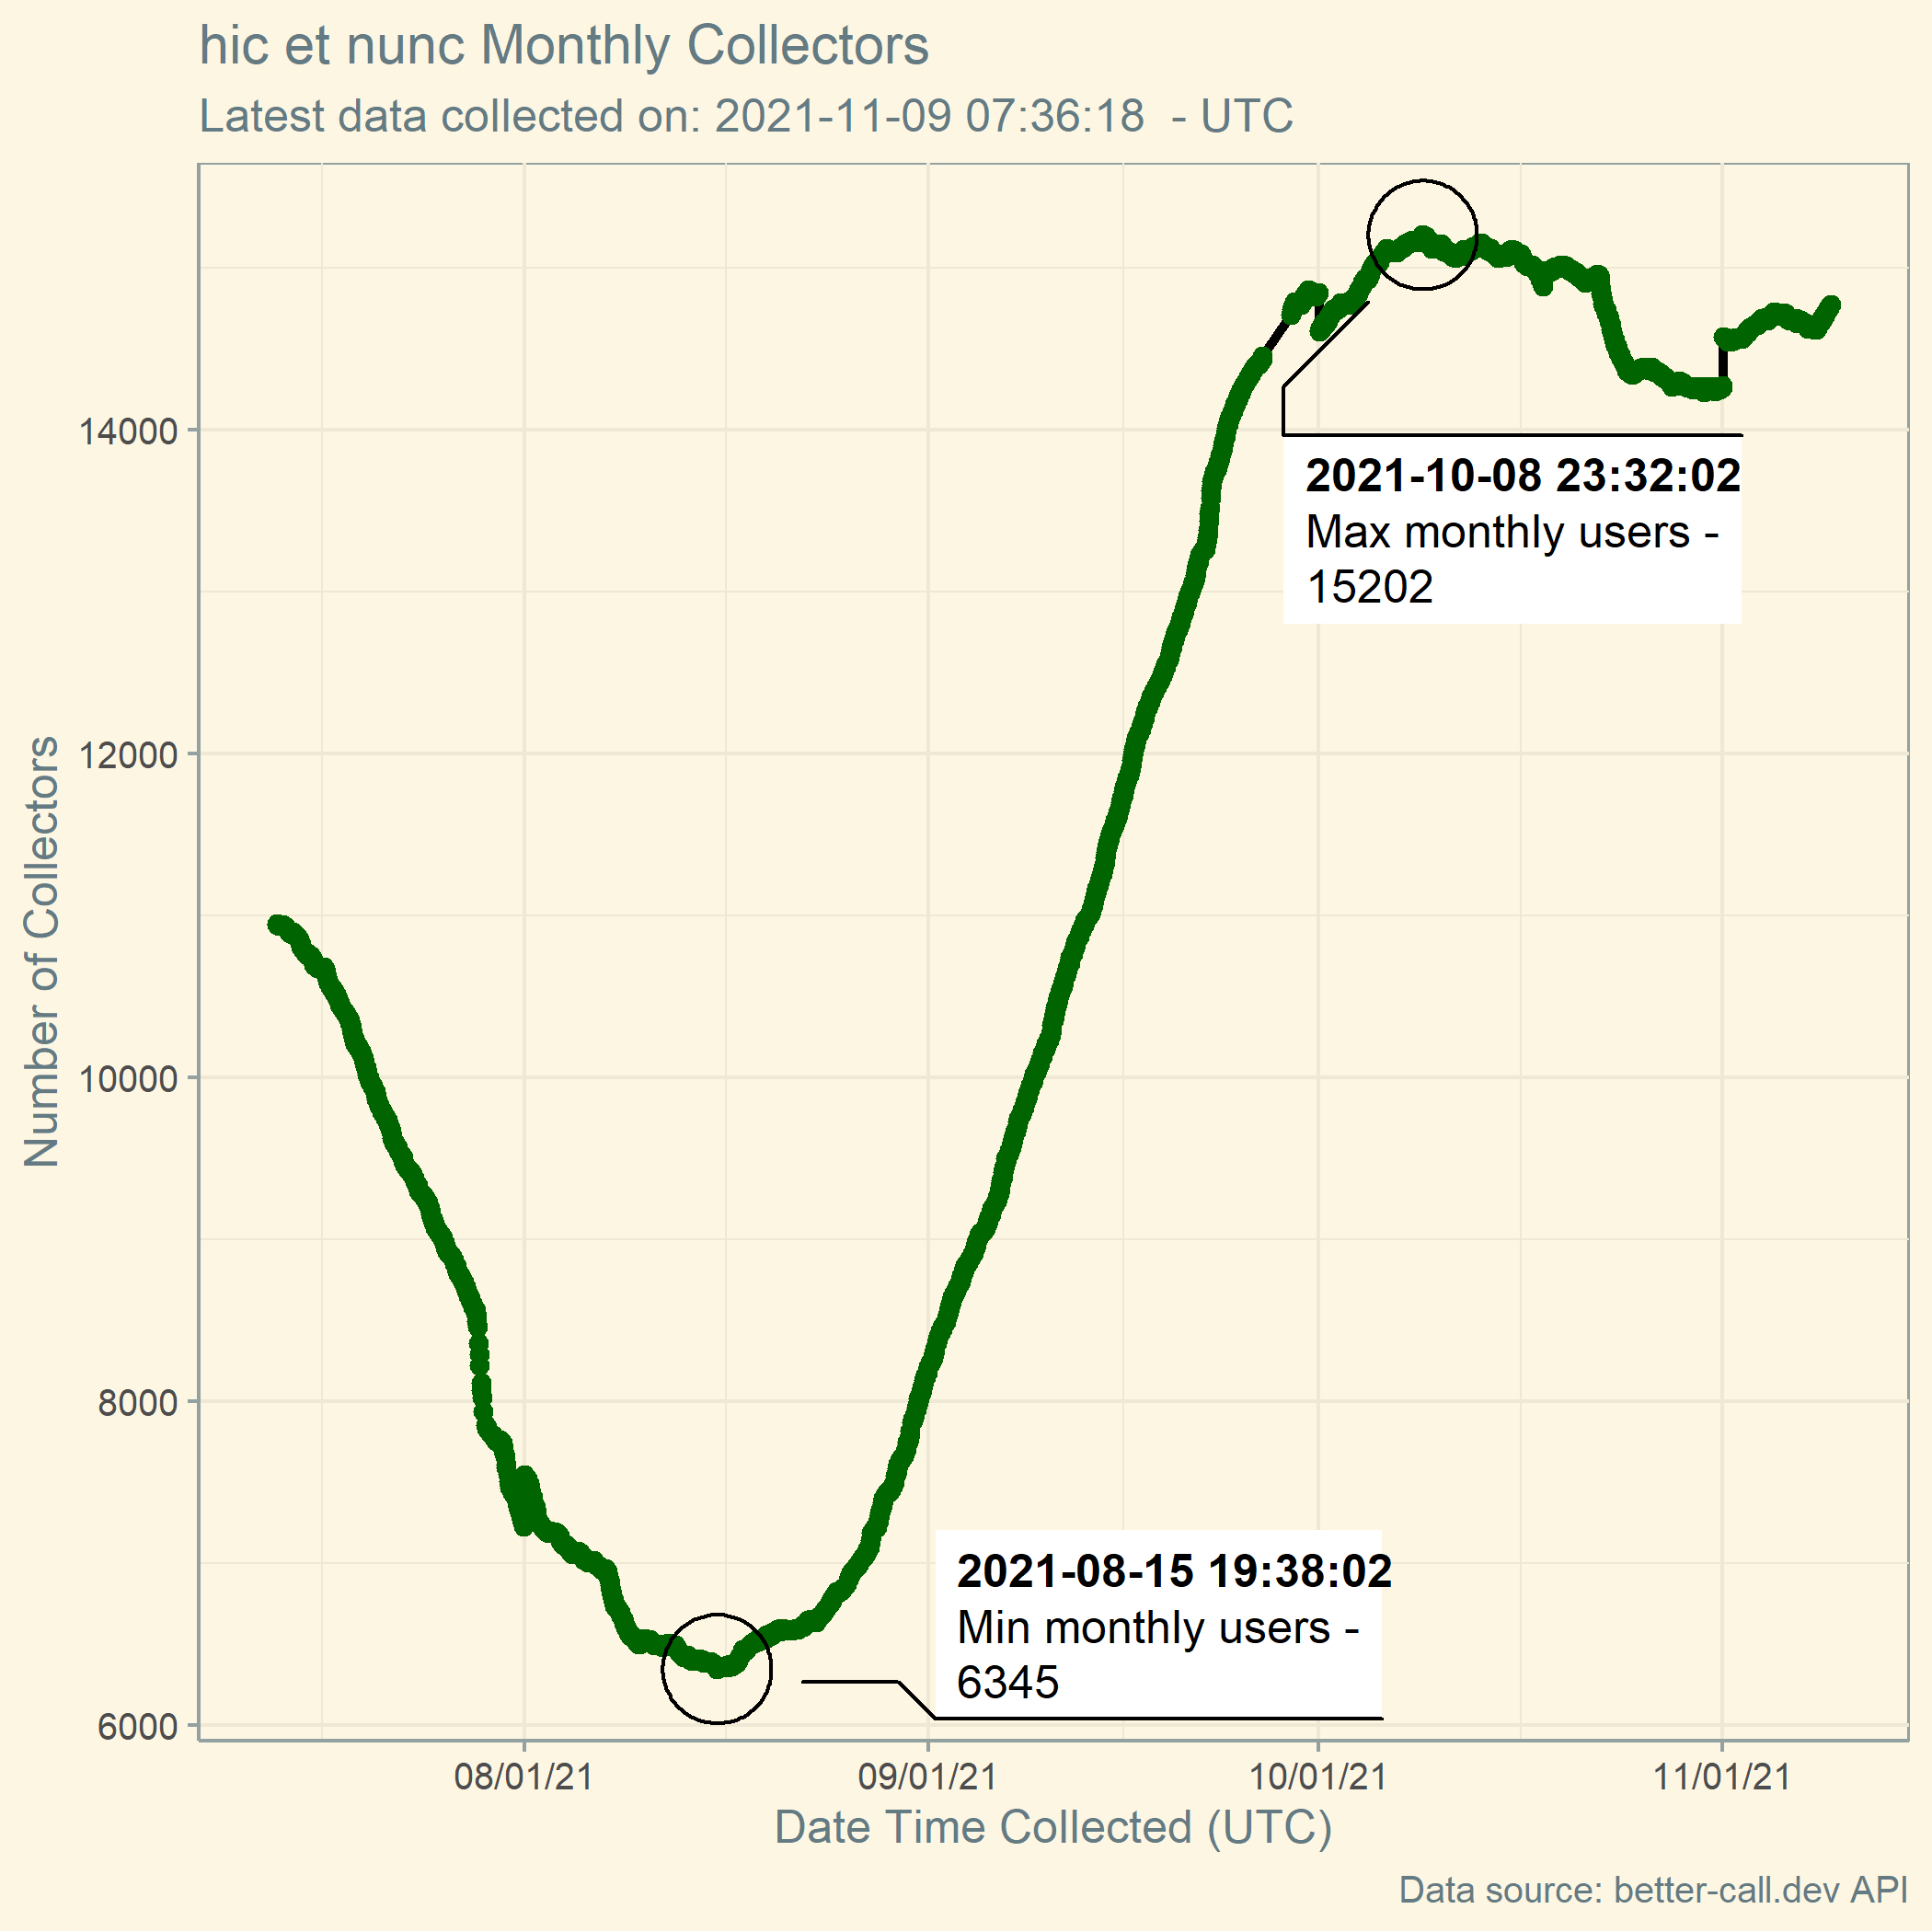 hic et nunc Monthly Collectors
Latest data collected on: 2021-11-09 07:36:18  - UTC
Number of Collectors
14000
12000
10000
8000
6000
2021-10-08 23:32:02
Max monthly users -
15202
2021-08-15 19:38:02
Min monthly users -
6345
08/01/21
09/01/21
10/01/21
11/01/21
Date Time Collected (UTC)
Data source: better-call.dev API